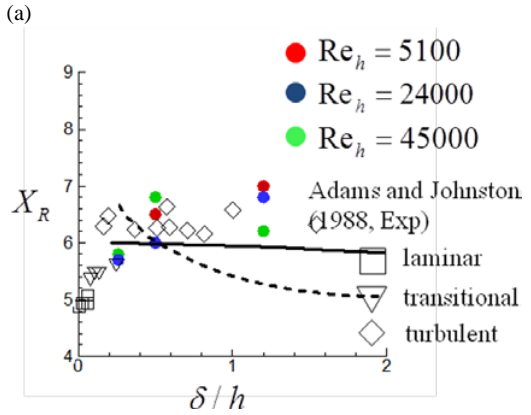 (a)
Re_h = 5100
Re_h = 24000
Re_h = 45000
Adams and Johnston
(1988, Exp)
laminar
transitional
turbulent
X_R
9
8
7
6
5
4
0
1
2
δ / h